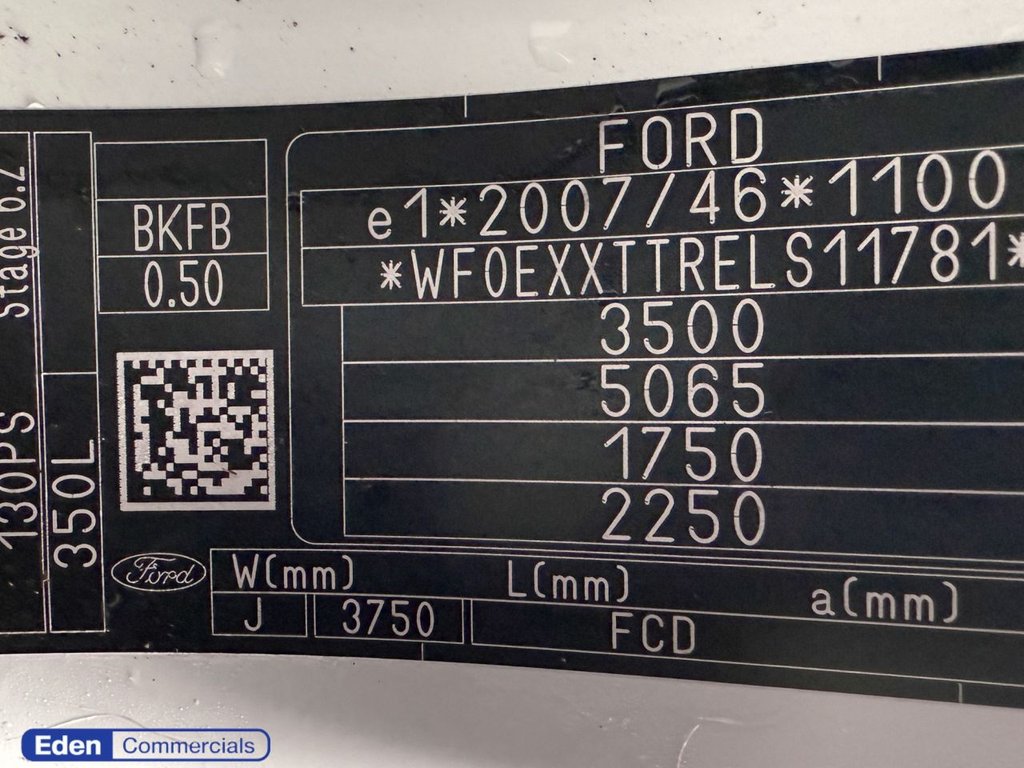 Stage 6.2
130PS
350L
BKFB
0.50
FORD
e1*2007/46*1100
*WF0EXXTTRELS11781*
3500
5065
1750
2250
Ford
W(mm) L(mm) a(mm)
J 3750 FCD
Eden Commercials